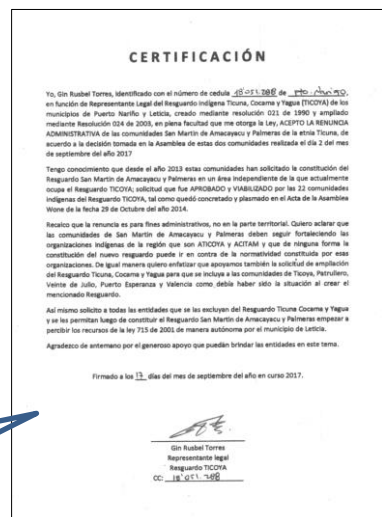 CERTIFICACIÓN
Yo, Gin Rusbel Torres, identificado con el número de cedula 18'051.288 de pto. Nariño,
en función de Representante Legal del Resguardo Indígena Ticuna, Cocama y Yagua (TICOYA) de los
municipios de Puerto Nariño y Leticia, creado mediante resolución 021 de 1990 y ampliado
mediante Resolución 024 de 2003, en plena facultad que me otorga la Ley, ACEPTO LA RENUNCIA
ADMINISTRATIVA de las comunidades San Martin de Amacayacu y Palmeras de la etnia Ticuna, de
acuerdo a la decisión tomada en la Asamblea de estas dos comunidades realizada el día 2 del mes
de septiembre del año 2017
Tengo conocimiento que desde el año 2013 estas comunidades han solicitado la constitución del
Resguardo San Martin de Amacayacu y Palmeras en un área independiente de la que actualmente
ocupa el Resguardo TICOYA; solicitud que fue APROBADO y VIABILIZADO por las 22 comunidades
indígenas del Resguardo TICOYA, tal como quedó concretado y plasmado en el Acta de la Asamblea
Wone de la fecha 29 de Octubre del año 2014.
Recalco que la renuncia es para fines administrativos, no en la parte territorial. Quiero aclarar que
las comunidades de San Martin de Amacayacu y Palmeras deben seguir fortaleciendo las
organizaciones indígenas de la región que son ATICOYA y ACITAM y que de ninguna forma la
constitución del nuevo resguardo puede ir en contra de la normatividad constituida por esas
organizaciones. De igual manera quiero enfatizar que apoyamos también la solicitud de ampliación
del Resguardo Ticuna, Cocama y Yagua para que se incluya a las comunidades de Ticoya, Patrullero,
Veinte de Julio, Puerto Esperanza y Valencia como debía haber sido la situación al crear el
mencionado Resguardo.
Así mismo solicito a todas las entidades que se les excluyan del Resguardo Ticuna Cocama y Yagua
y se les permitan luego de constituir el Resguardo San Martin de Amacayacu y Palmeras empezar a
percibir los recursos de la ley 715 de 2001 de manera autónoma por el municipio de Leticia.
Agradezco de antemano por el generoso apoyo que puedan brindar las entidades en este tema.
Firmado a los 17 días del mes de septiembre del año en curso 2017.
Gin Rusbel Torres
Representante legal
Resguardo TICOYA
CC: 18'051.288